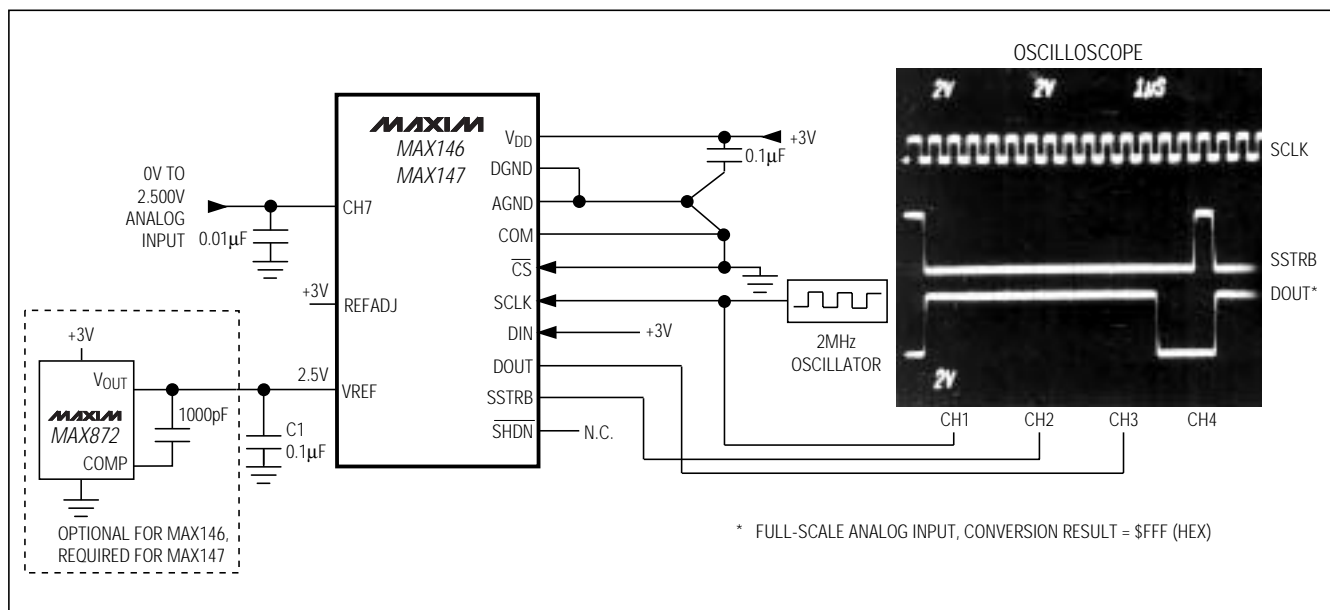 OSCILLOSCOPE
2V 2V 1µS
MAXIM
MAX146
MAX147
0V TO
2.500V
ANALOG
INPUT
0.01µF
CH7
+3V
REFADJ
2.5V
VREF
C1
0.1µF
VDD
DGND
AGND
COM
CS
SCLK
DIN
DOUT
SSTRB
SHDN
+3V
0.1µF
+3V
N.C.
2MHz
OSCILLATOR
+3V
VOUT
MAXIM
MAX872
COMP
1000pF
OPTIONAL FOR MAX146,
REQUIRED FOR MAX147
SCLK
SSTRB
DOUT*
2V
CH1 CH2 CH3 CH4
* FULL-SCALE ANALOG INPUT, CONVERSION RESULT = $FFF (HEX)